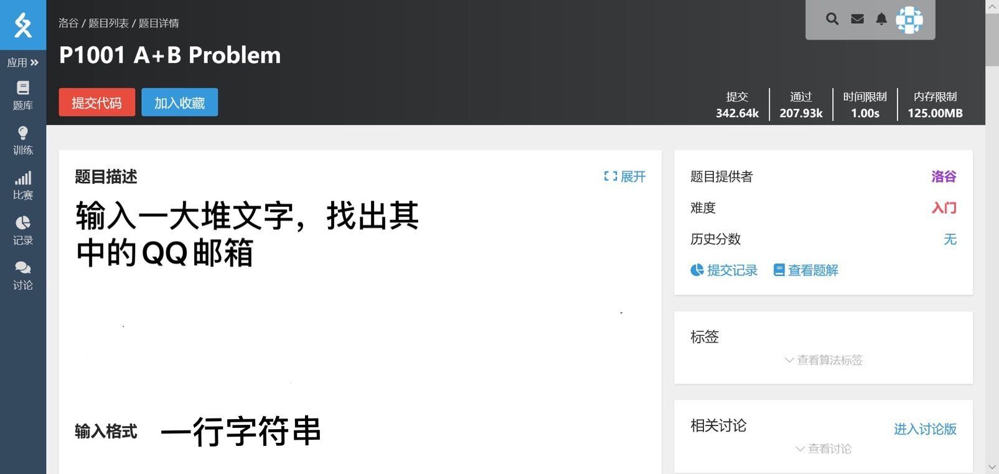 洛谷 / 题目列表 / 题目详情
P1001 A+B Problem
应用
题库
训练
比赛
记录
讨论
提交代码
加入收藏
提交
342.64k
通过
207.93k
时间限制
1.00s
内存限制
125.00MB
题目描述
展开
输入一大堆文字，找出其
中的QQ邮箱
输入格式
一行字符串
题目提供者
洛谷
难度
入门
历史分数
无
提交记录
查看题解
标签
查看算法标签
相关讨论
进入讨论版
查看讨论